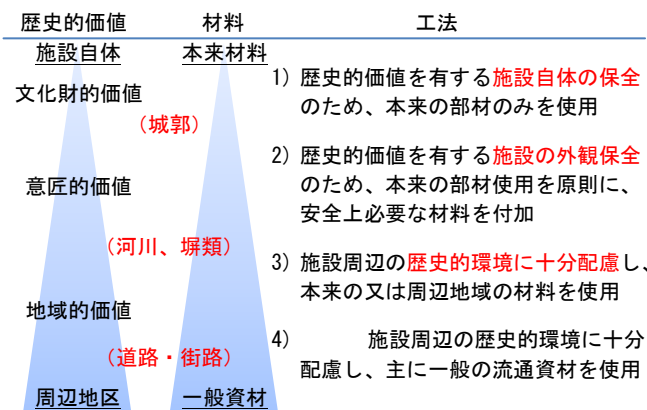 歴史的価値 材料 工法
施設自体 本来材料
文化財的価値
(城郭)
意匠的価値
(河川、塀類)
地域的価値
(道路・街路)
周辺地区 一般資材
1) 歴史的価値を有する施設自体の保全
のため、本来の部材のみを使用
2) 歴史的価値を有する施設の外観保全
のため、本来の部材使用を原則に、
安全上必要な材料を付加
3) 施設周辺の歴史的環境に十分配慮し、
本来の又は周辺地域の材料を使用
4) 施設周辺の歴史的環境に十分
配慮し、主に一般の流通資材を使用